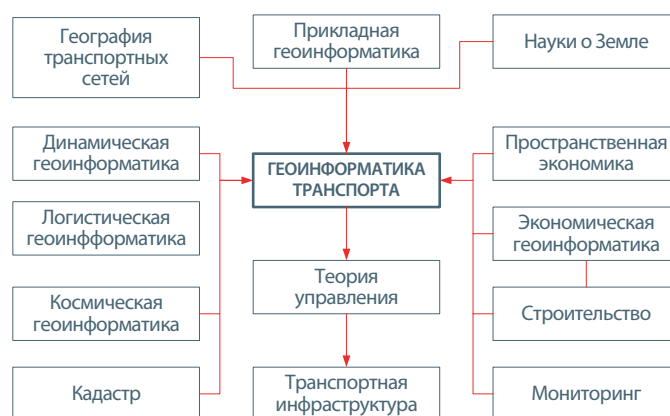 География
транспортных
сетей
Прикладная
геоинформатика
Науки о Земле
Динамическая
геоинформатика
ГЕОИНФОРМАТИКА
ТРАНСПОРТА
Пространственная
экономика
Логистическая
геоинфформатика
Экономическая
геоинформатика
Теория
управления
Космическая
геоинформатика
Строительство
Кадастр
Транспортная
инфраструктура
Мониторинг